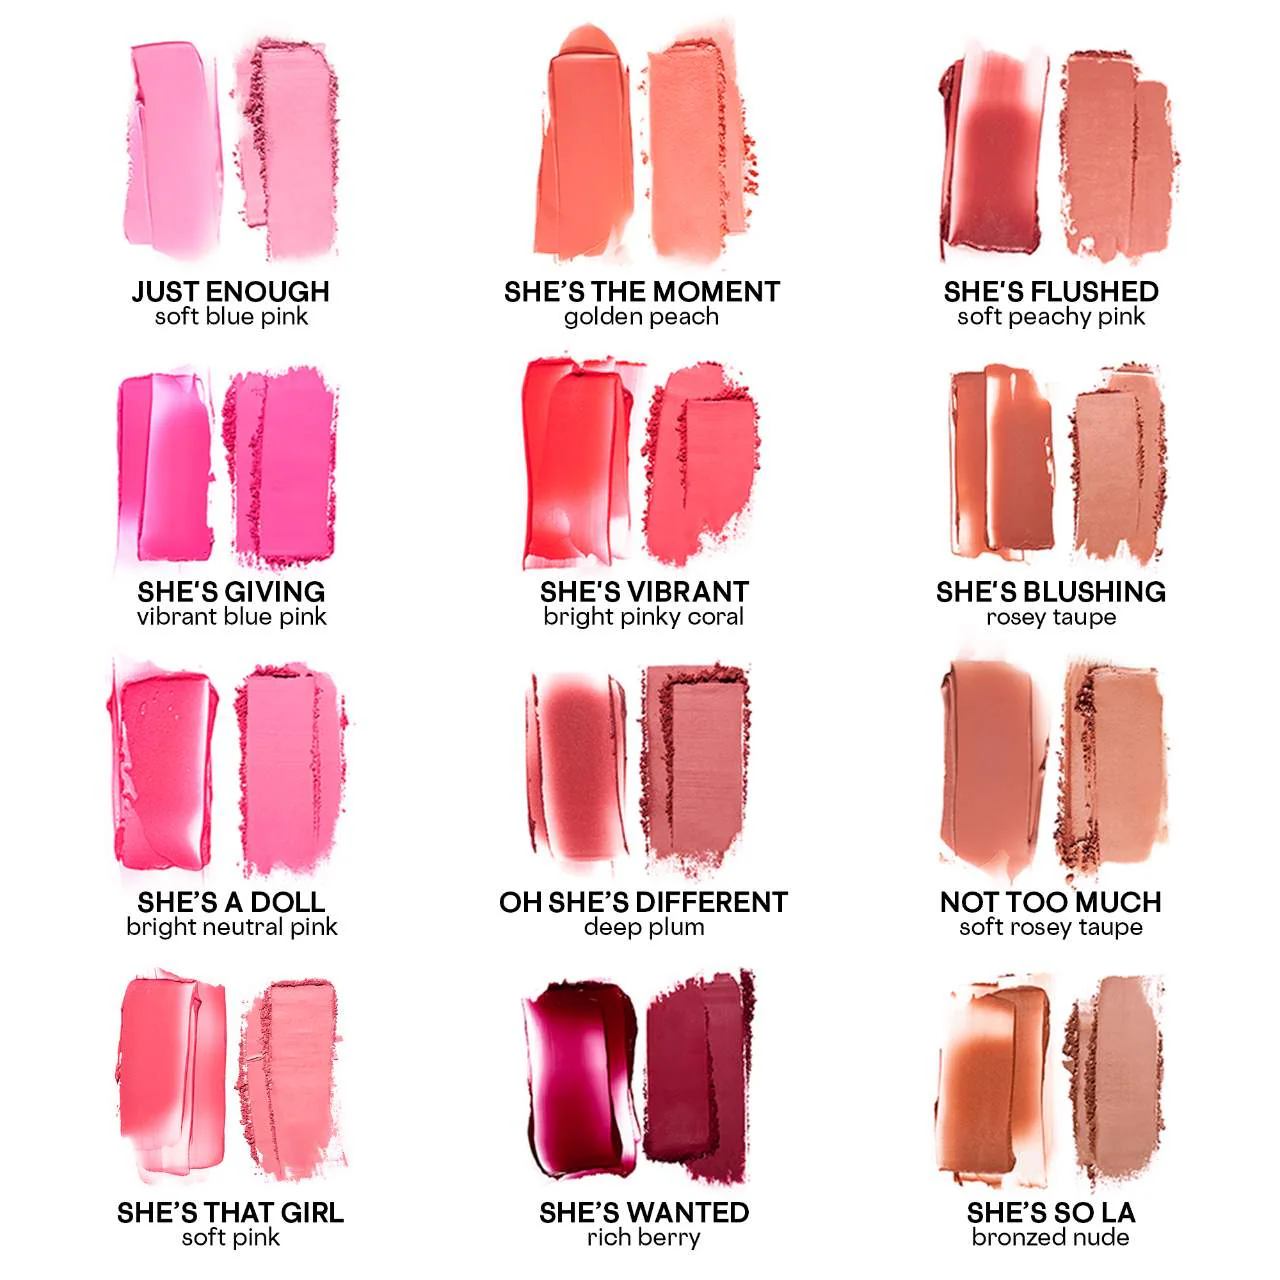 JUST ENOUGH
soft blue pink
SHE’S THE MOMENT
golden peach
SHE'S FLUSHED
soft peachy pink
SHE'S GIVING
vibrant blue pink
SHE'S VIBRANT
bright pinky coral
SHE'S BLUSHING
rosey taupe
SHE’S A DOLL
bright neutral pink
OH SHE’S DIFFERENT
deep plum
NOT TOO MUCH
soft rosey taupe
SHE’S THAT GIRL
soft pink
SHE’S WANTED
rich berry
SHE’S SO LA
bronzed nude